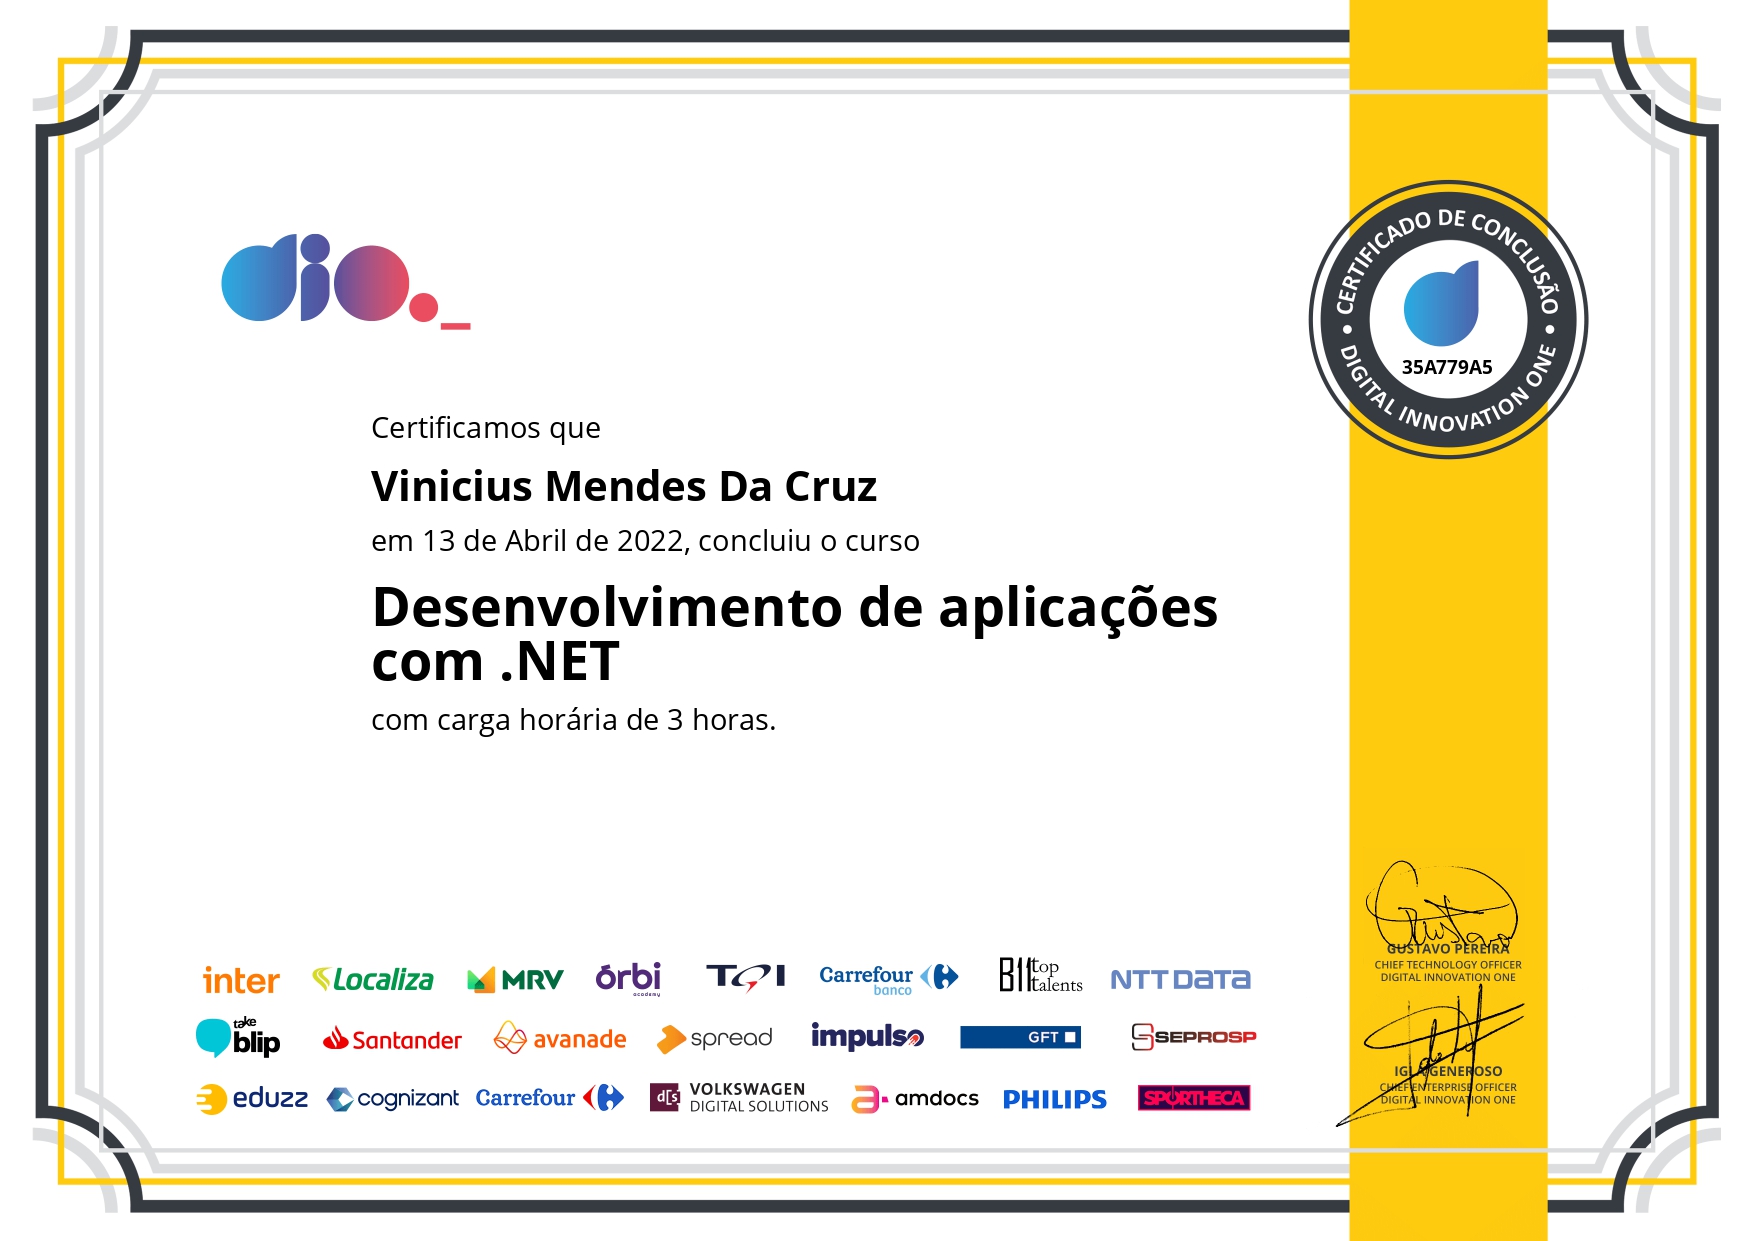 dio._
CERTIFICADO DE CONCLUSÃO
35A779A5
• DIGITAL INNOVATION ONE •
Certificamos que
Vinicius Mendes Da Cruz
em 13 de Abril de 2022, concluiu o curso
Desenvolvimento de aplicações
com .NET
com carga horária de 3 horas.
Gustavo
GUSTAVO PEREIRA
CHIEF TECHNOLOGY OFFICER
DIGITAL INNOVATION ONE
IGLÁ GENEROSO
CHIEF ENTERPRISE OFFICER
DIGITAL INNOVATION ONE
inter Localiza MRV órbi academy TQI Carrefour banco B11 top talents NTT DATA
take blip Santander avanade spread impulso GFT SEPROSP
eduzz cognizant Carrefour d[s] VOLKSWAGEN DIGITAL SOLUTIONS amdocs PHILIPS SPORTHECA